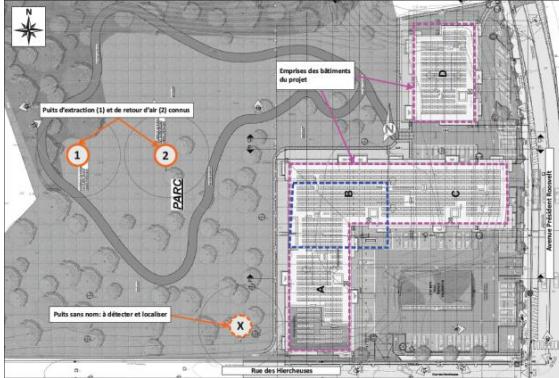 N
Emprises des bâtiments
du projet
D
Puits d'extraction (1) et de retour d'air (2) connus
1
2
PARC
B
C
A
Puits sans nom: à détecter et localiser
X
Rue des Hiercheuses
Avenue Président Roosvelt